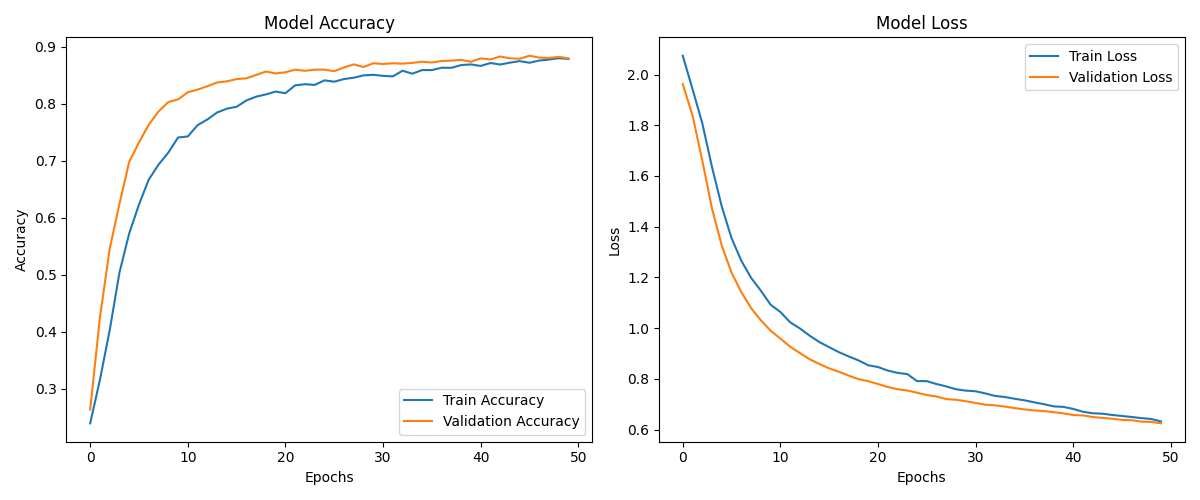 Model Accuracy
0.9
0.8
0.7
0.6
0.5
0.4
0.3
Accuracy
0 10 20 30 40 50
Epochs
Train Accuracy
Validation Accuracy
Model Loss
2.0
1.8
1.6
1.4
1.2
1.0
0.8
0.6
Loss
0 10 20 30 40 50
Epochs
Train Loss
Validation Loss